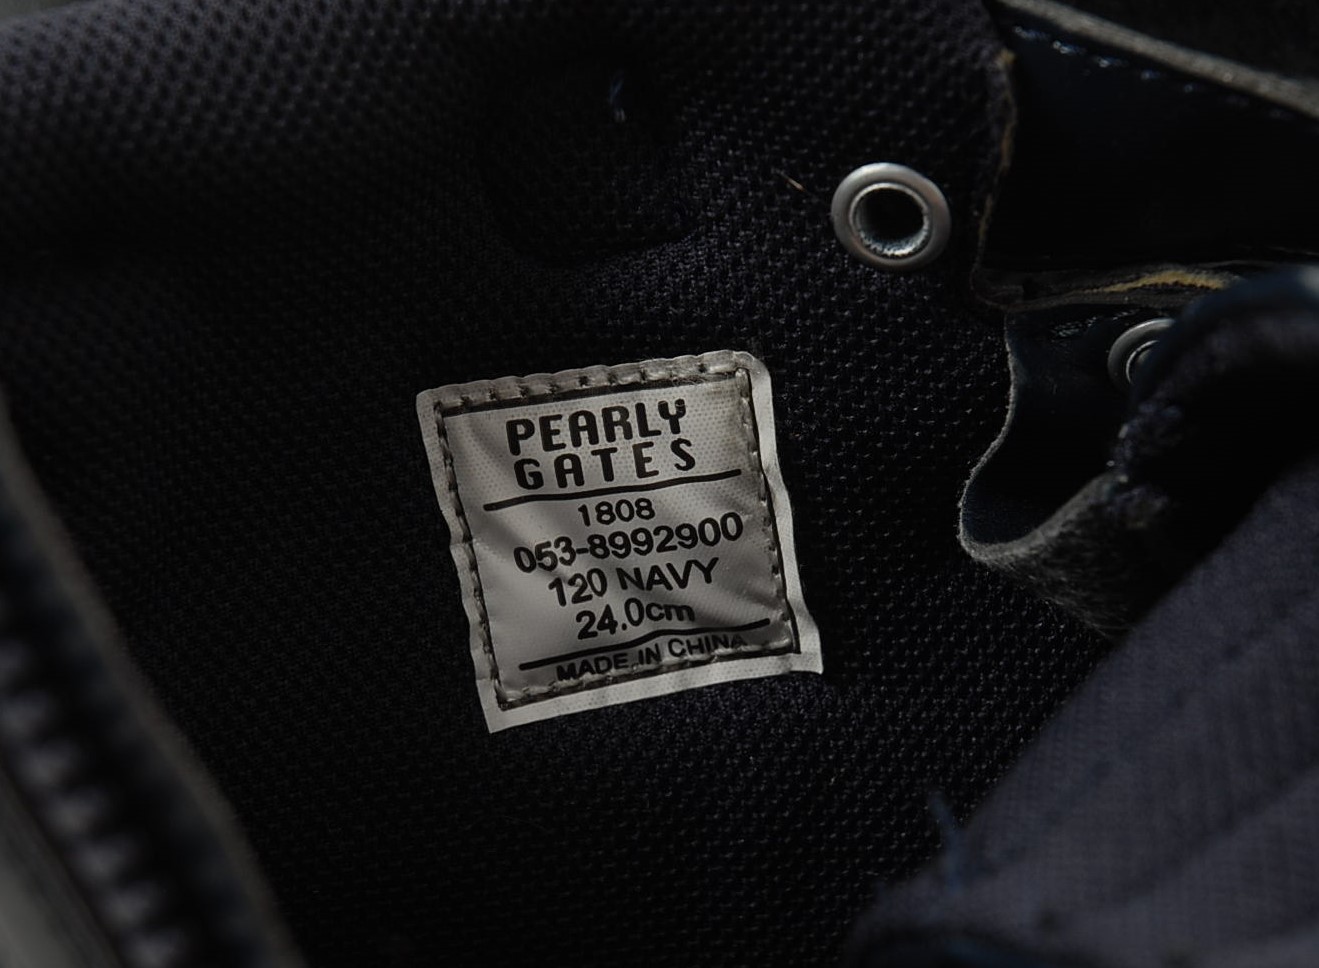 PEARLY
GATES
1808
053-8992900
120 NAVY
24.0cm
MADE IN CHINA